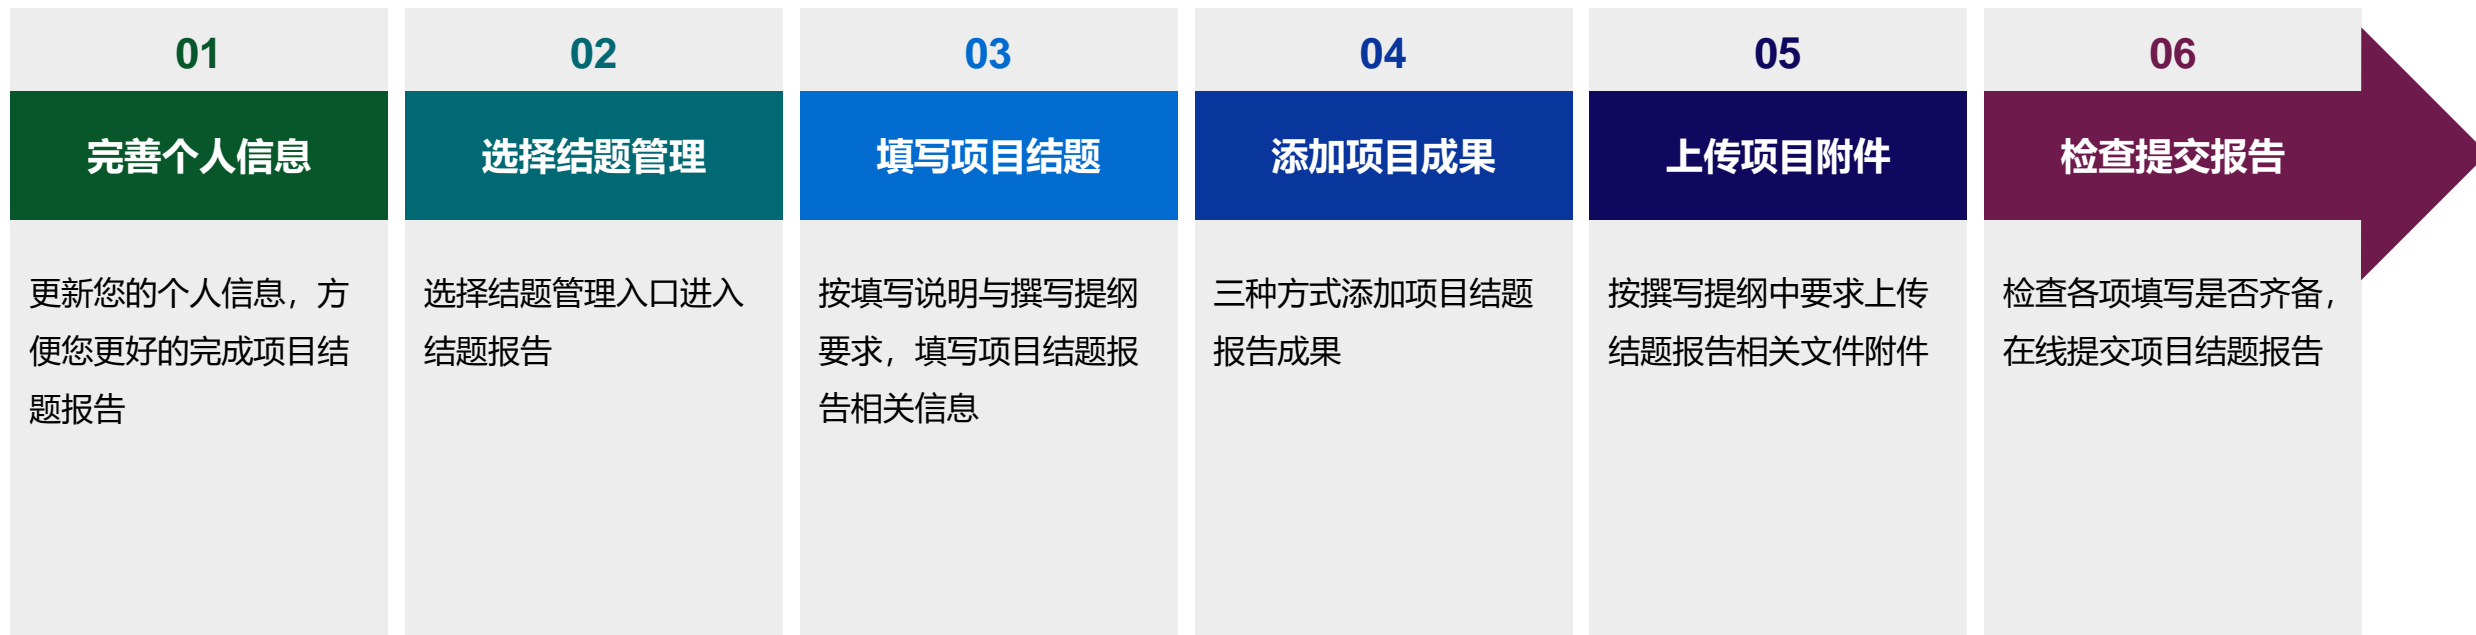 01
完善个人信息
更新您的个人信息，方
便您更好的完成项目结
题报告
02
选择结题管理
选择结题管理入口进入
结题报告
03
填写项目结题
按填写说明与撰写提纲
要求，填写项目结题报
告相关信息
04
添加项目成果
三种方式添加项目结题
报告成果
05
上传项目附件
按撰写提纲中要求上传
结题报告相关文件附件
06
检查提交报告
检查各项填写是否齐备，
在线提交项目结题报告